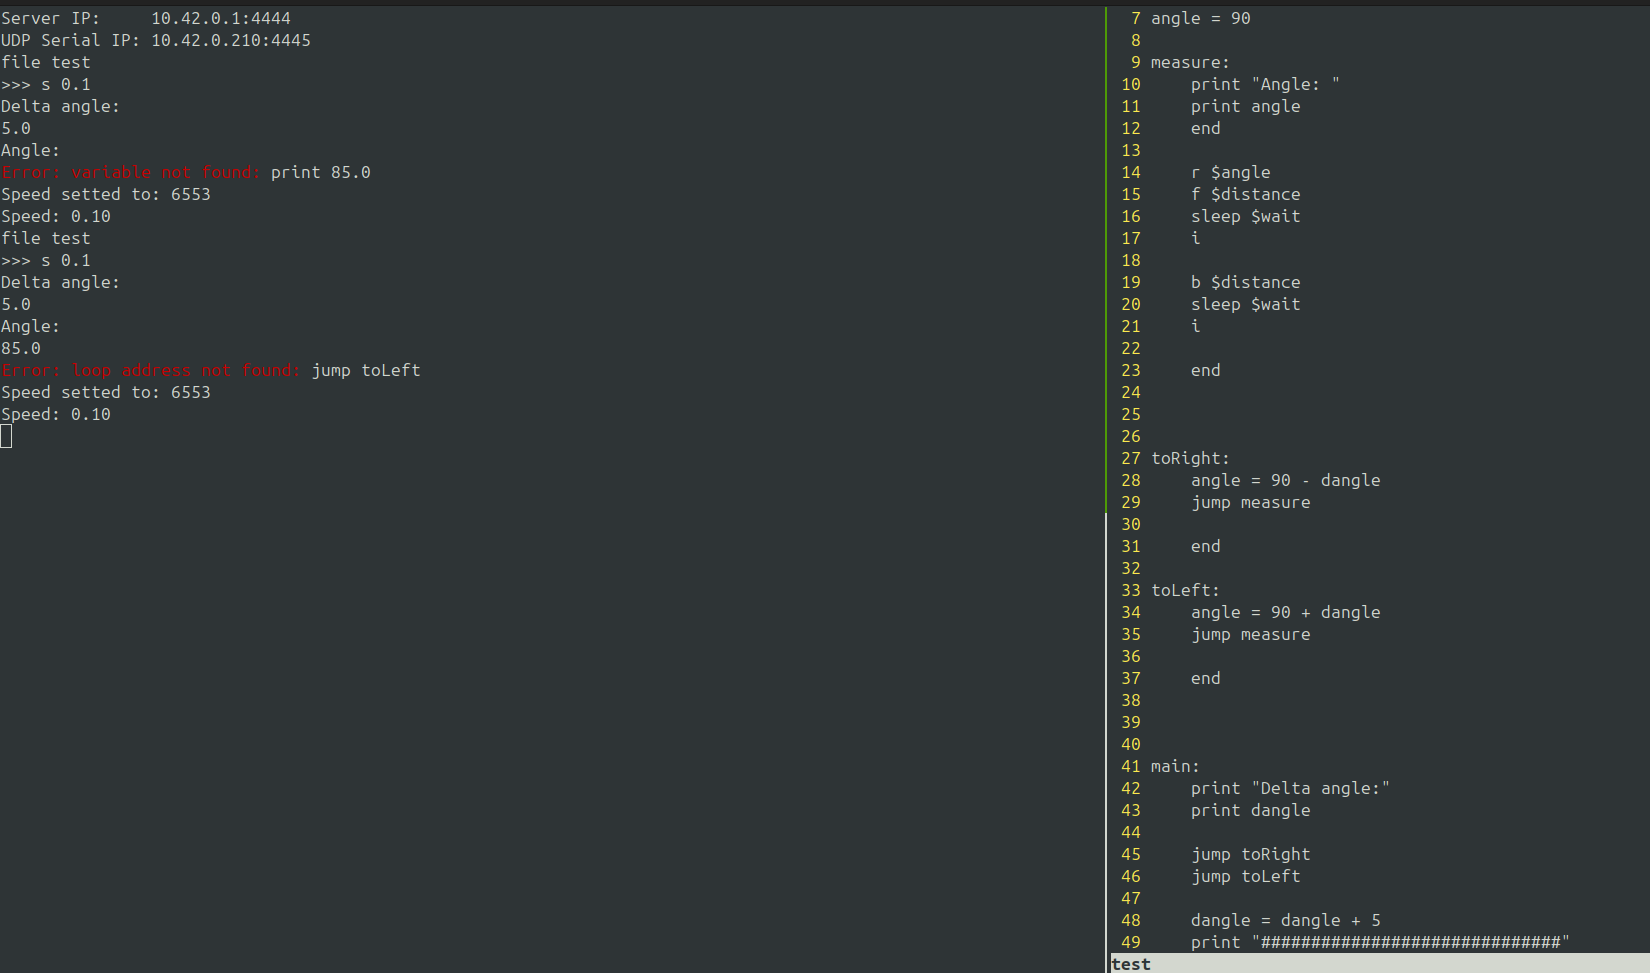 Server IP:     10.42.0.1:4444
UDP Serial IP: 10.42.0.210:4445
file test
>>> s 0.1
Delta angle:
5.0
Angle:
Error: variable not found: print 85.0
Speed setted to: 6553
Speed: 0.10
file test
>>> s 0.1
Delta angle:
5.0
Angle:
85.0
Error: loop address not found: jump toLeft
Speed setted to: 6553
Speed: 0.10
7 angle = 90
8
9 measure:
10     print "Angle: "
11     print angle
12     end
13
14     r $angle
15     f $distance
16     sleep $wait
17     i
18
19     b $distance
20     sleep $wait
21     i
22
23     end
24
25
26
27 toRight:
28     angle = 90 - dangle
29     jump measure
30
31     end
32
33 toLeft:
34     angle = 90 + dangle
35     jump measure
36
37     end
38
39
40
41 main:
42     print "Delta angle:"
43     print dangle
44
45     jump toRight
46     jump toLeft
47
48     dangle = dangle + 5
49     print "##############################"
test